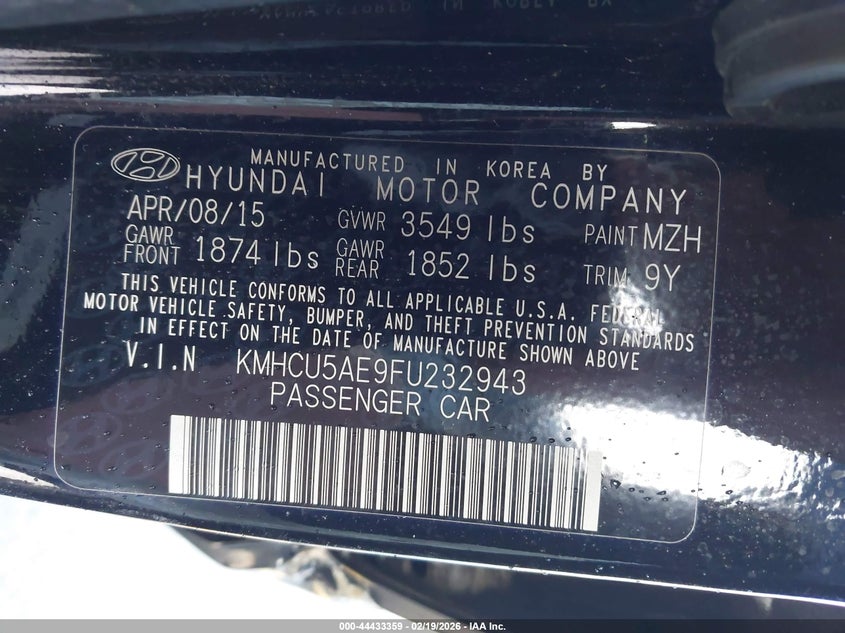 MANUFACTURED IN KOREA BY
HYUNDAI MOTOR COMPANY
APR/08/15 GVWR 3549 lbs PAINT MZH
GAWR FRONT 1874 lbs GAWR REAR 1852 lbs TRIM 9Y
THIS VEHICLE CONFORMS TO ALL APPLICABLE U.S.A. FEDERAL
MOTOR VEHICLE SAFETY, BUMPER, AND THEFT PREVENTION STANDARDS
IN EFFECT ON THE DATE OF MANUFACTURE SHOWN ABOVE
V.I.N KMHCU5AE9FU232943
PASSENGER CAR
000-44433359 - 02/19/2026 - IAA Inc.